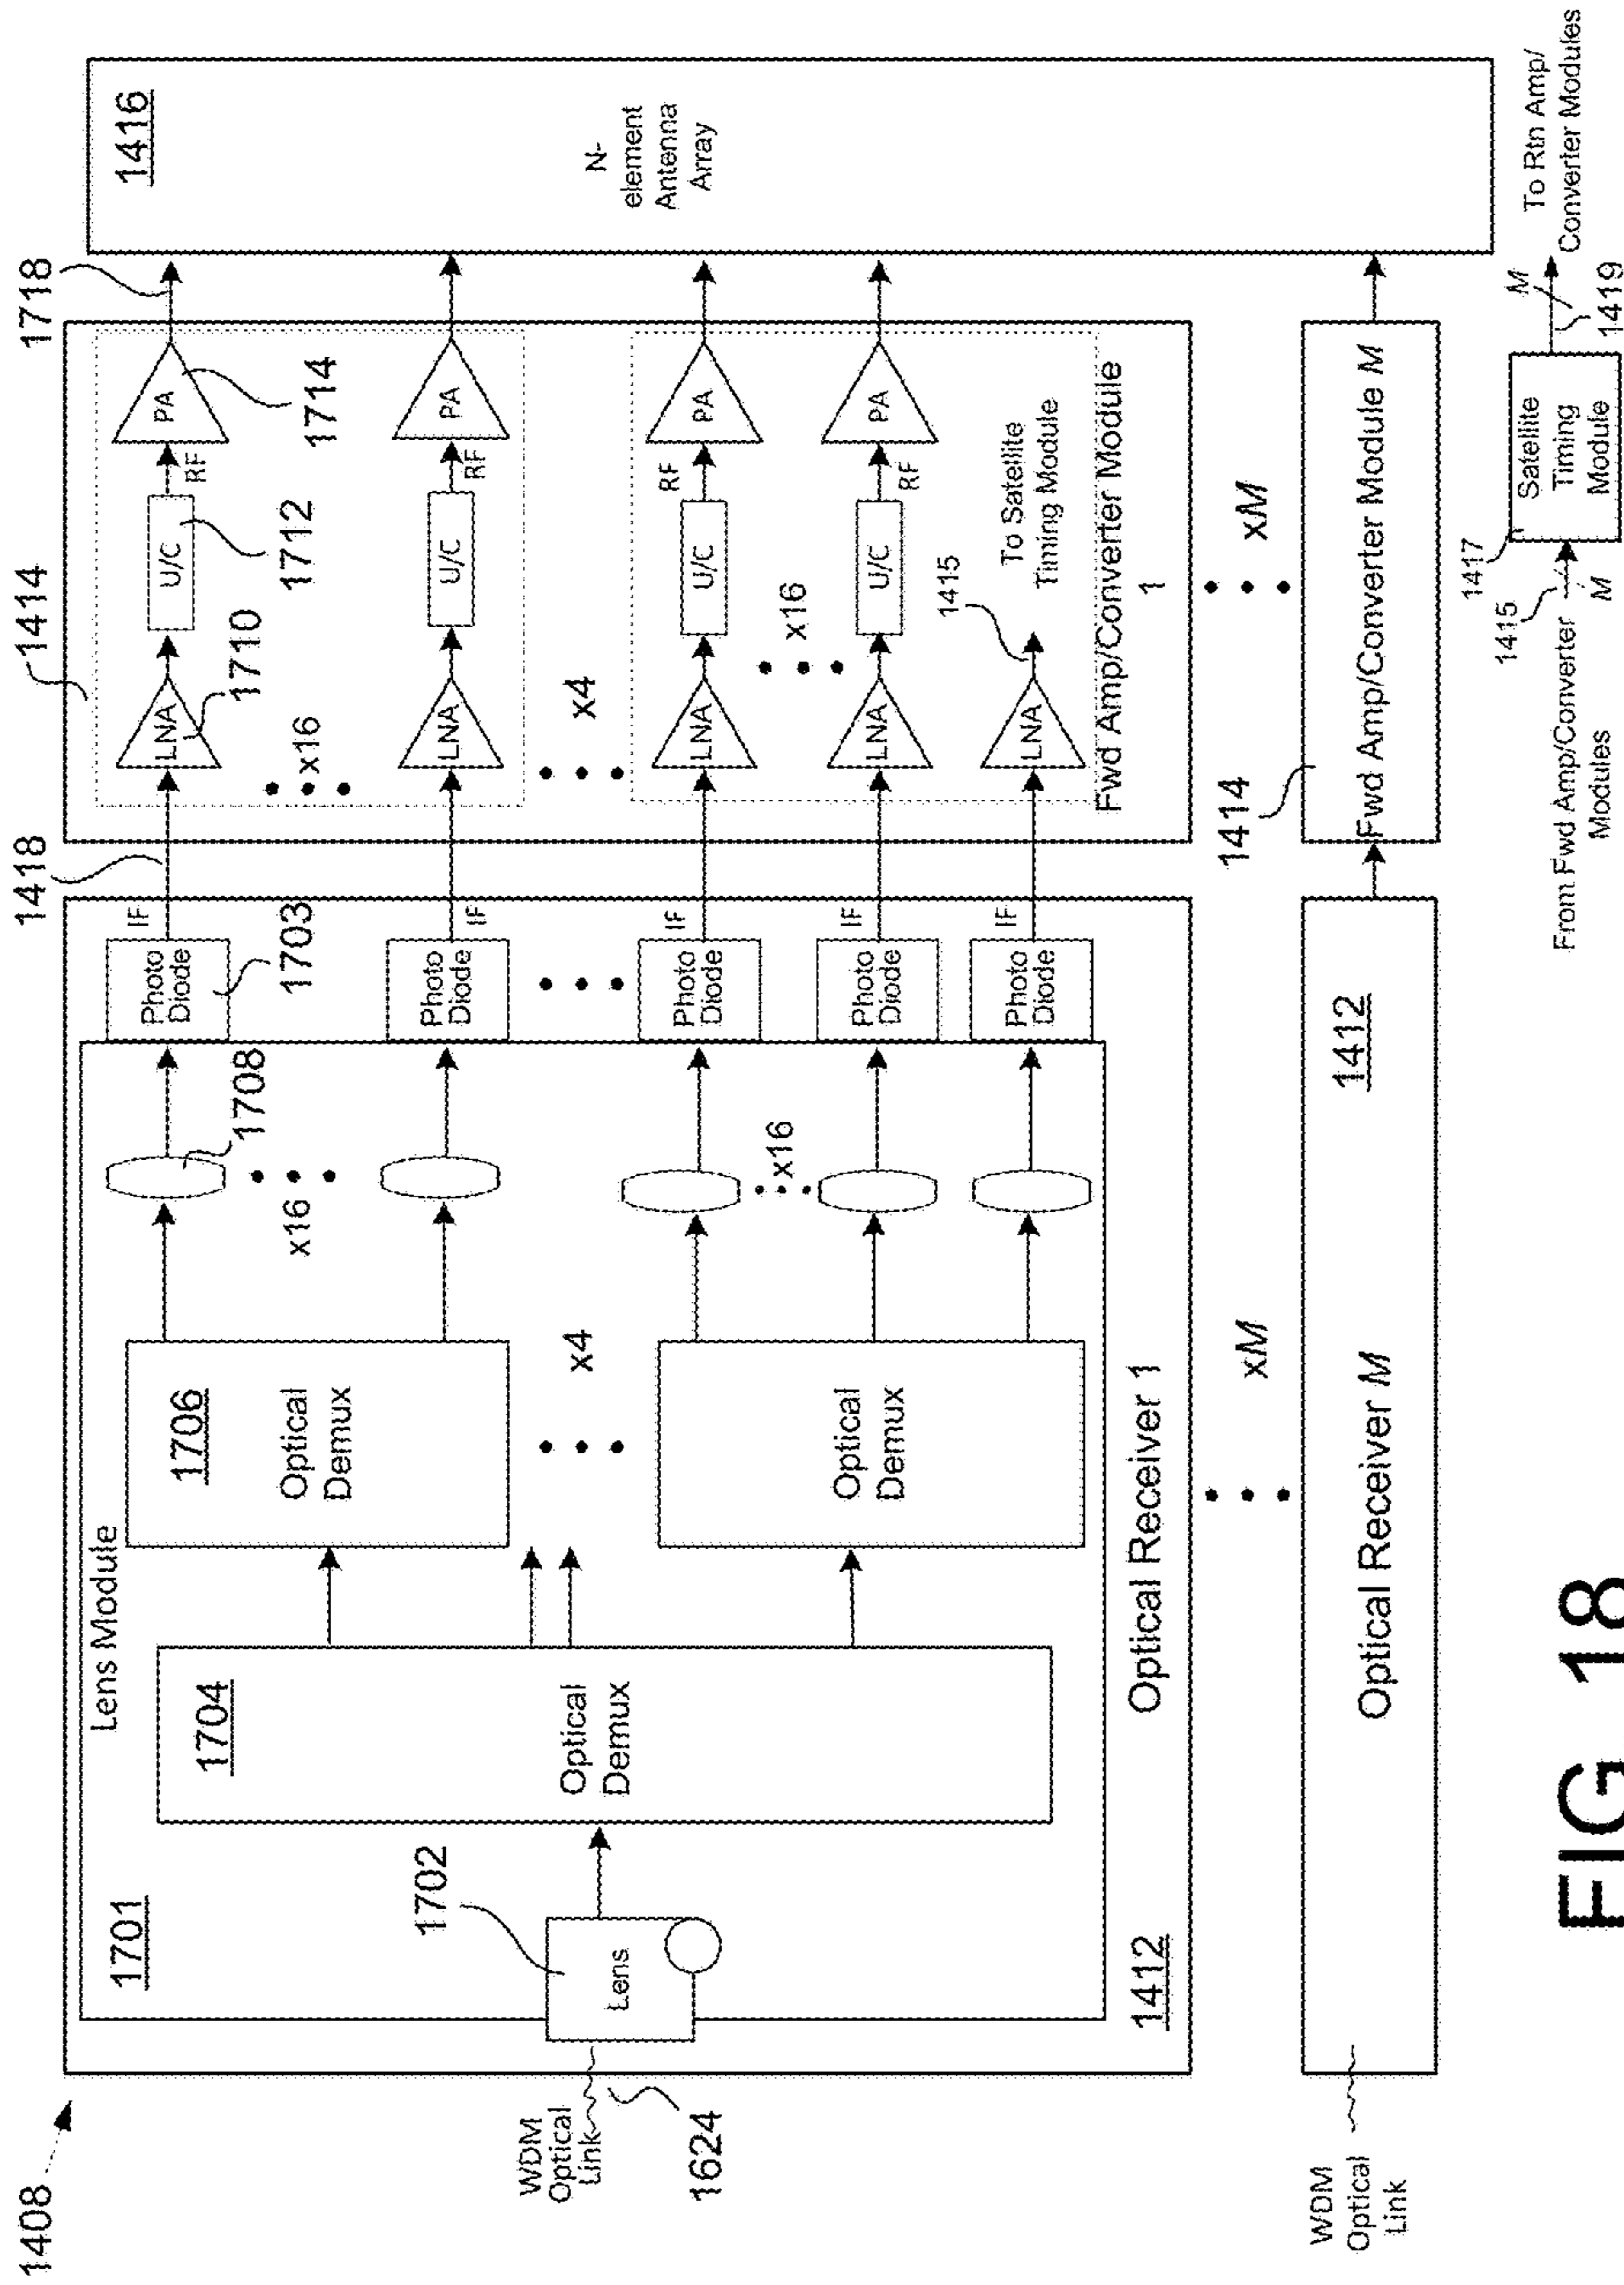 1408
WDM
Optical
Link
1624
1412
1701
Lens Module
1702
Lens
1704
Optical
Demux
1706
Optical
Demux
x4
Optical
Demux
1708
x16
x16
Photo
Diode
1703
Photo
Diode
Photo
Diode
Photo
Diode
Photo
Diode
IF
IF
IF
IF
IF
Optical Receiver 1
1418
1414
LNA
1710
U/C
1712
RF
PA
1714
x16
LNA
U/C
RF
PA
x4
LNA
U/C
RF
PA
x16
LNA
U/C
RF
PA
LNA
1415
To Satellite
Timing Module
Fwd Amp/Converter Module
1
1718
1416
N-
element
Antenna
Array
xM
xM
WDM
Optical
Link
Optical Receiver M
1412
1414
Fwd Amp/Converter Module M
From Fwd Amp/Converter
Modules
1415
M
1417
Satellite
Timing
Module
M
1419
To Rtn Amp/
Converter Modules
FIG. 18